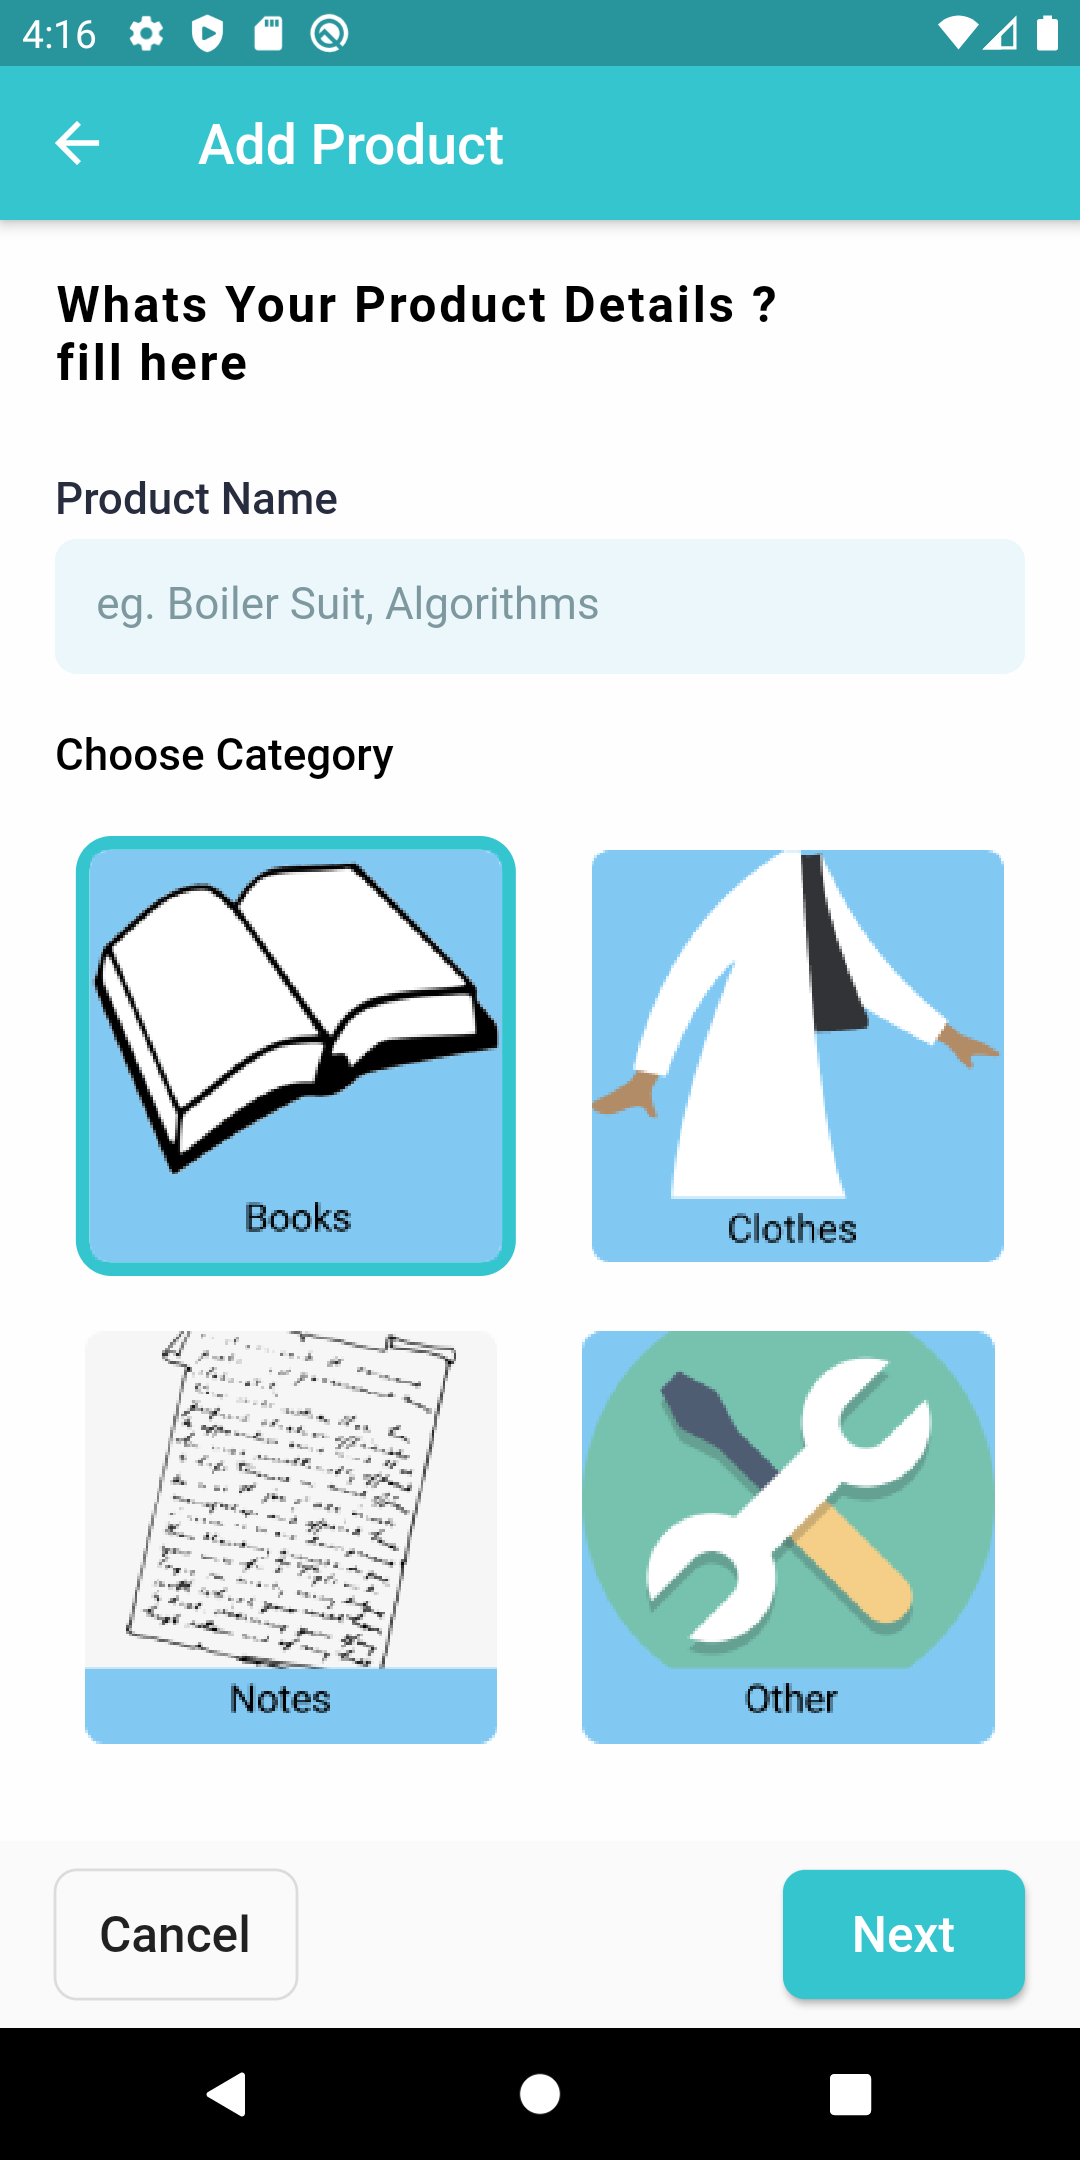 4:16
Add Product
Whats Your Product Details ?
fill here
Product Name
eg. Boiler Suit, Algorithms
Choose Category
Books
Clothes
Notes
Other
Cancel
Next